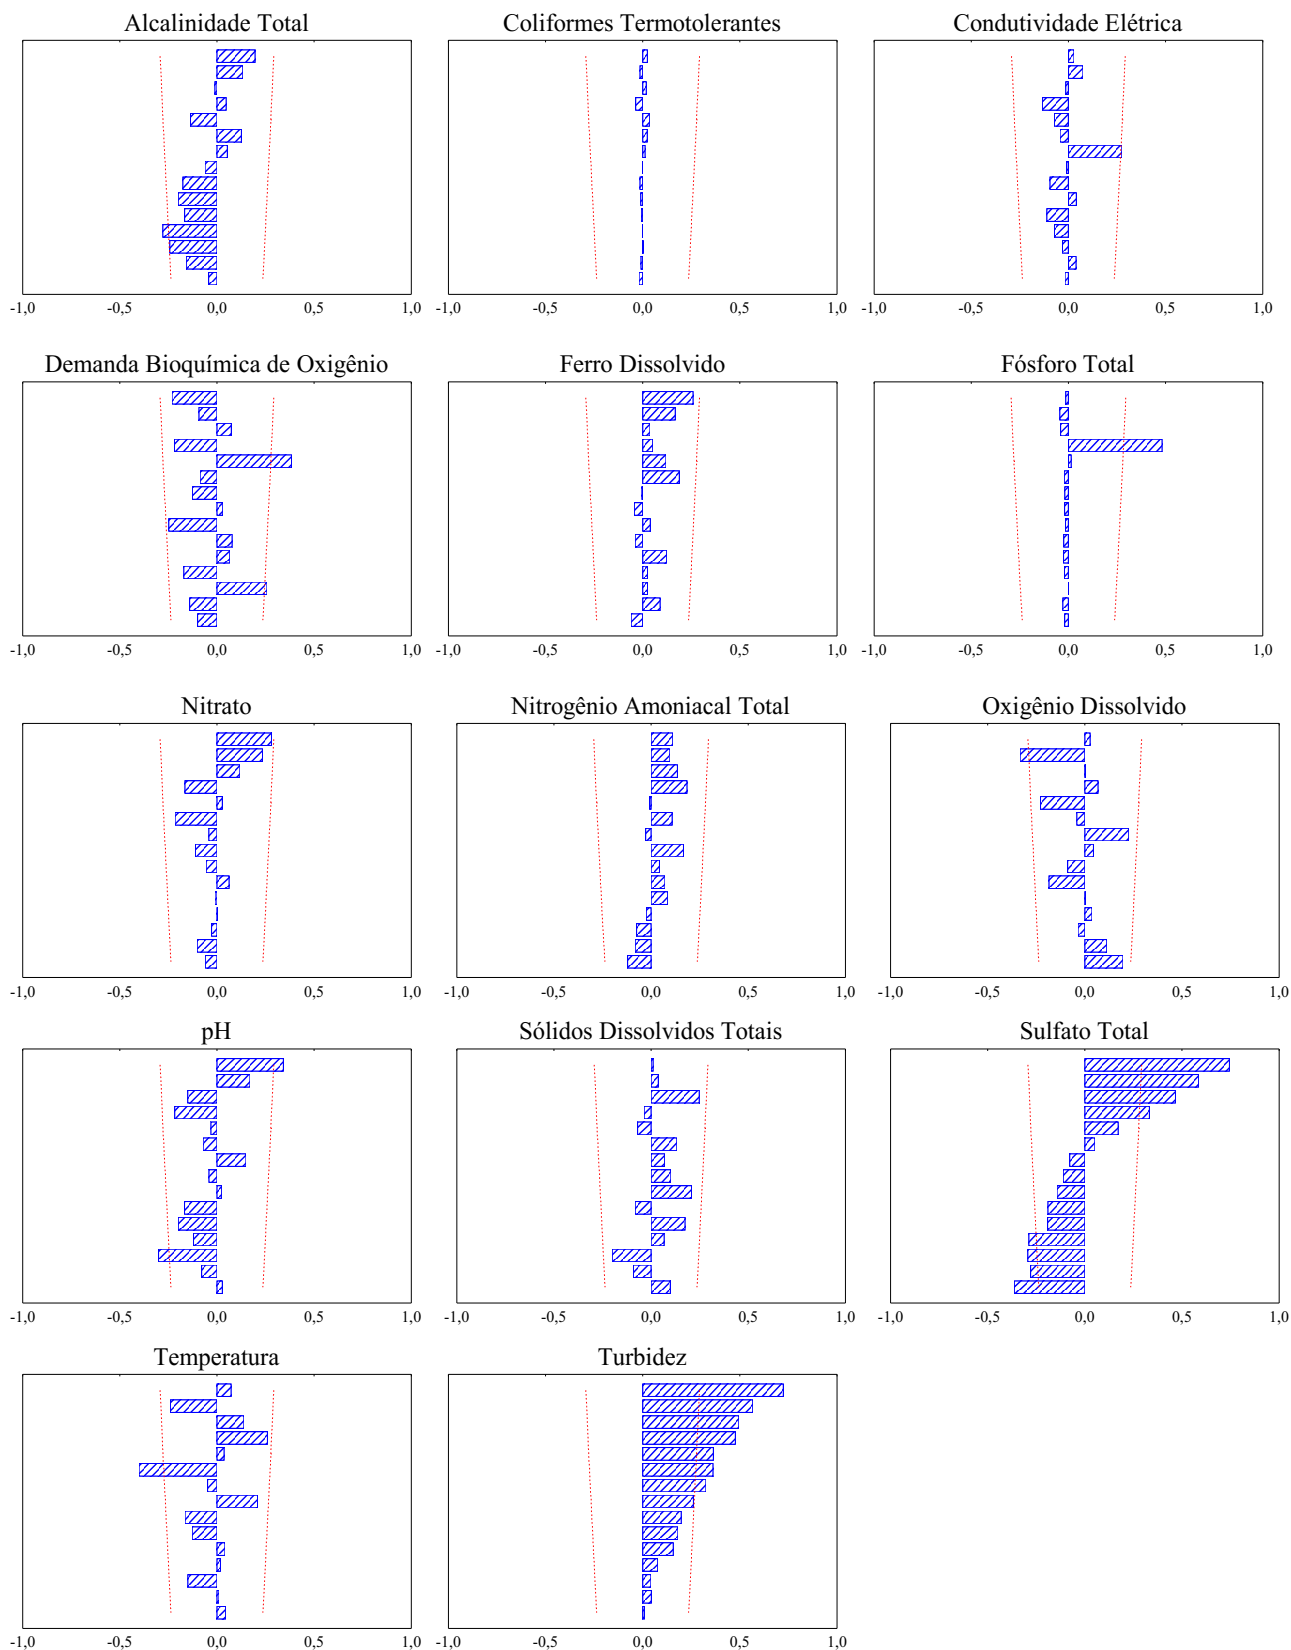 Alcalinidade Total Coliformes Termotolerantes Condutividade Elétrica
-1,0 -0,5 0,0 0,5 1,0 -1,0 -0,5 0,0 0,5 1,0 -1,0 -0,5 0,0 0,5 1,0
Demanda Bioquímica de Oxigênio Ferro Dissolvido Fósforo Total
-1,0 -0,5 0,0 0,5 1,0 -1,0 -0,5 0,0 0,5 1,0 -1,0 -0,5 0,0 0,5 1,0
Nitrato Nitrogênio Amoniacal Total Oxigênio Dissolvido
-1,0 -0,5 0,0 0,5 1,0 -1,0 -0,5 0,0 0,5 1,0 -1,0 -0,5 0,0 0,5 1,0
pH Sólidos Dissolvidos Totais Sulfato Total
-1,0 -0,5 0,0 0,5 1,0 -1,0 -0,5 0,0 0,5 1,0 -1,0 -0,5 0,0 0,5 1,0
Temperatura Turbidez
-1,0 -0,5 0,0 0,5 1,0 -1,0 -0,5 0,0 0,5 1,0